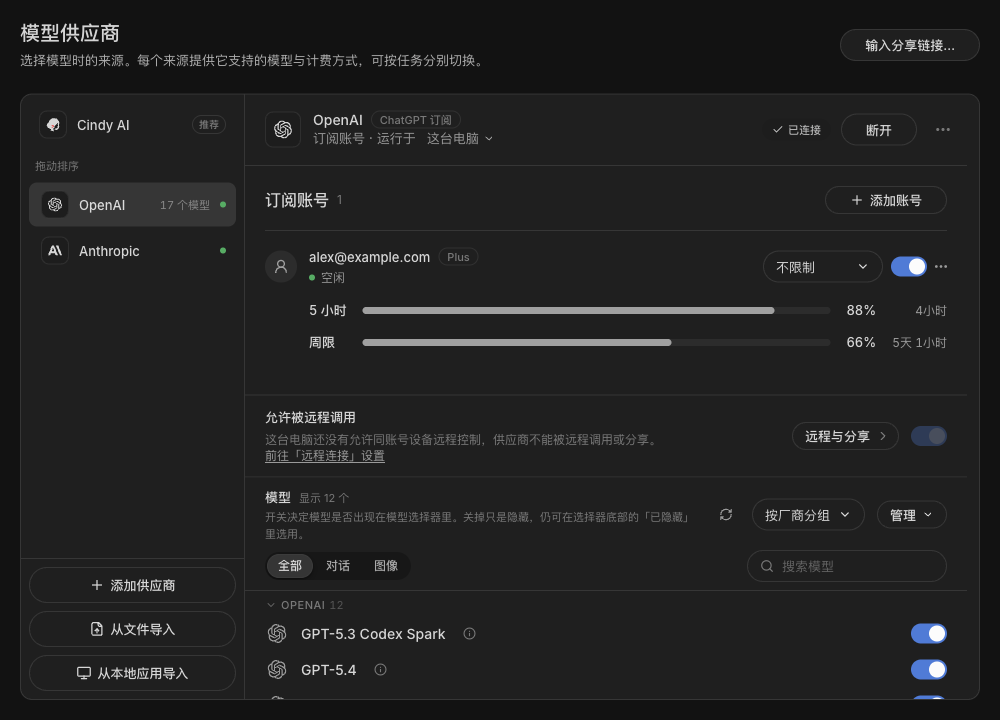 模型供应商
选择模型时的来源。每个来源提供它支持的模型与计费方式，可按任务分别切换。
输入分享链接...
Cindy AI
推荐
拖动排序
OpenAI
17 个模型
Anthropic
添加供应商
从文件导入
从本地应用导入
OpenAI
ChatGPT 订阅
订阅账号 · 运行于 这台电脑
已连接
断开
订阅账号 1
添加账号
alex@example.com
Plus
空闲
不限制
5 小时
88%
4小时
周限
66%
5天 1小时
允许被远程调用
这台电脑还没有允许同账号设备远程控制，供应商不能被远程调用或分享。
前往「远程连接」设置
远程与分享
模型
显示 12 个
开关决定模型是否出现在模型选择器里。关掉只是隐藏，仍可在选择器底部的「已隐藏」
里选用。
按厂商分组
管理
全部
对话
图像
搜索模型
OPENAI 12
GPT-5.3 Codex Spark
GPT-5.4